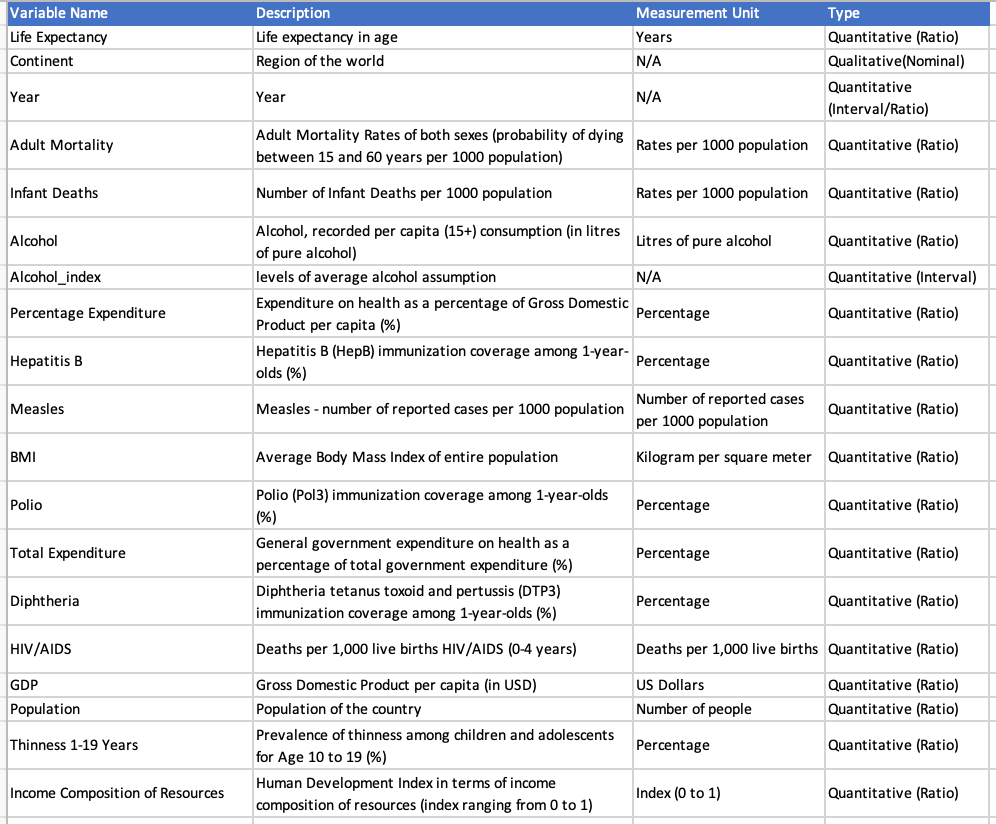 Variable Name Description Measurement Unit Type
Life Expectancy Life expectancy in age Years Quantitative (Ratio)
Continent Region of the world N/A Qualitative(Nominal)
Year Year N/A Quantitative
(Interval/Ratio)
Adult Mortality Adult Mortality Rates of both sexes (probability of dying
between 15 and 60 years per 1000 population) Rates per 1000 population Quantitative (Ratio)
Infant Deaths Number of Infant Deaths per 1000 population Rates per 1000 population Quantitative (Ratio)
Alcohol Alcohol, recorded per capita (15+) consumption (in litres
of pure alcohol) Litres of pure alcohol Quantitative (Ratio)
Alcohol_index levels of average alcohol assumption N/A Quantitative (Interval)
Percentage Expenditure Expenditure on health as a percentage of Gross Domestic
Product per capita (%) Percentage Quantitative (Ratio)
Hepatitis B Hepatitis B (HepB) immunization coverage among 1-year-
olds (%) Percentage Quantitative (Ratio)
Measles Measles - number of reported cases per 1000 population Number of reported cases
per 1000 population Quantitative (Ratio)
BMI Average Body Mass Index of entire population Kilogram per square meter Quantitative (Ratio)
Polio Polio (Pol3) immunization coverage among 1-year-olds
(%) Percentage Quantitative (Ratio)
Total Expenditure General government expenditure on health as a
percentage of total government expenditure (%) Percentage Quantitative (Ratio)
Diphtheria Diphtheria tetanus toxoid and pertussis (DTP3)
immunization coverage among 1-year-olds (%) Percentage Quantitative (Ratio)
HIV/AIDS Deaths per 1,000 live births HIV/AIDS (0-4 years) Deaths per 1,000 live births Quantitative (Ratio)
GDP Gross Domestic Product per capita (in USD) US Dollars Quantitative (Ratio)
Population Population of the country Number of people Quantitative (Ratio)
Thinness 1-19 Years Prevalence of thinness among children and adolescents
for Age 10 to 19 (%) Percentage Quantitative (Ratio)
Income Composition of Resources Human Development Index in terms of income
composition of resources (index ranging from 0 to 1) Index (0 to 1) Quantitative (Ratio)